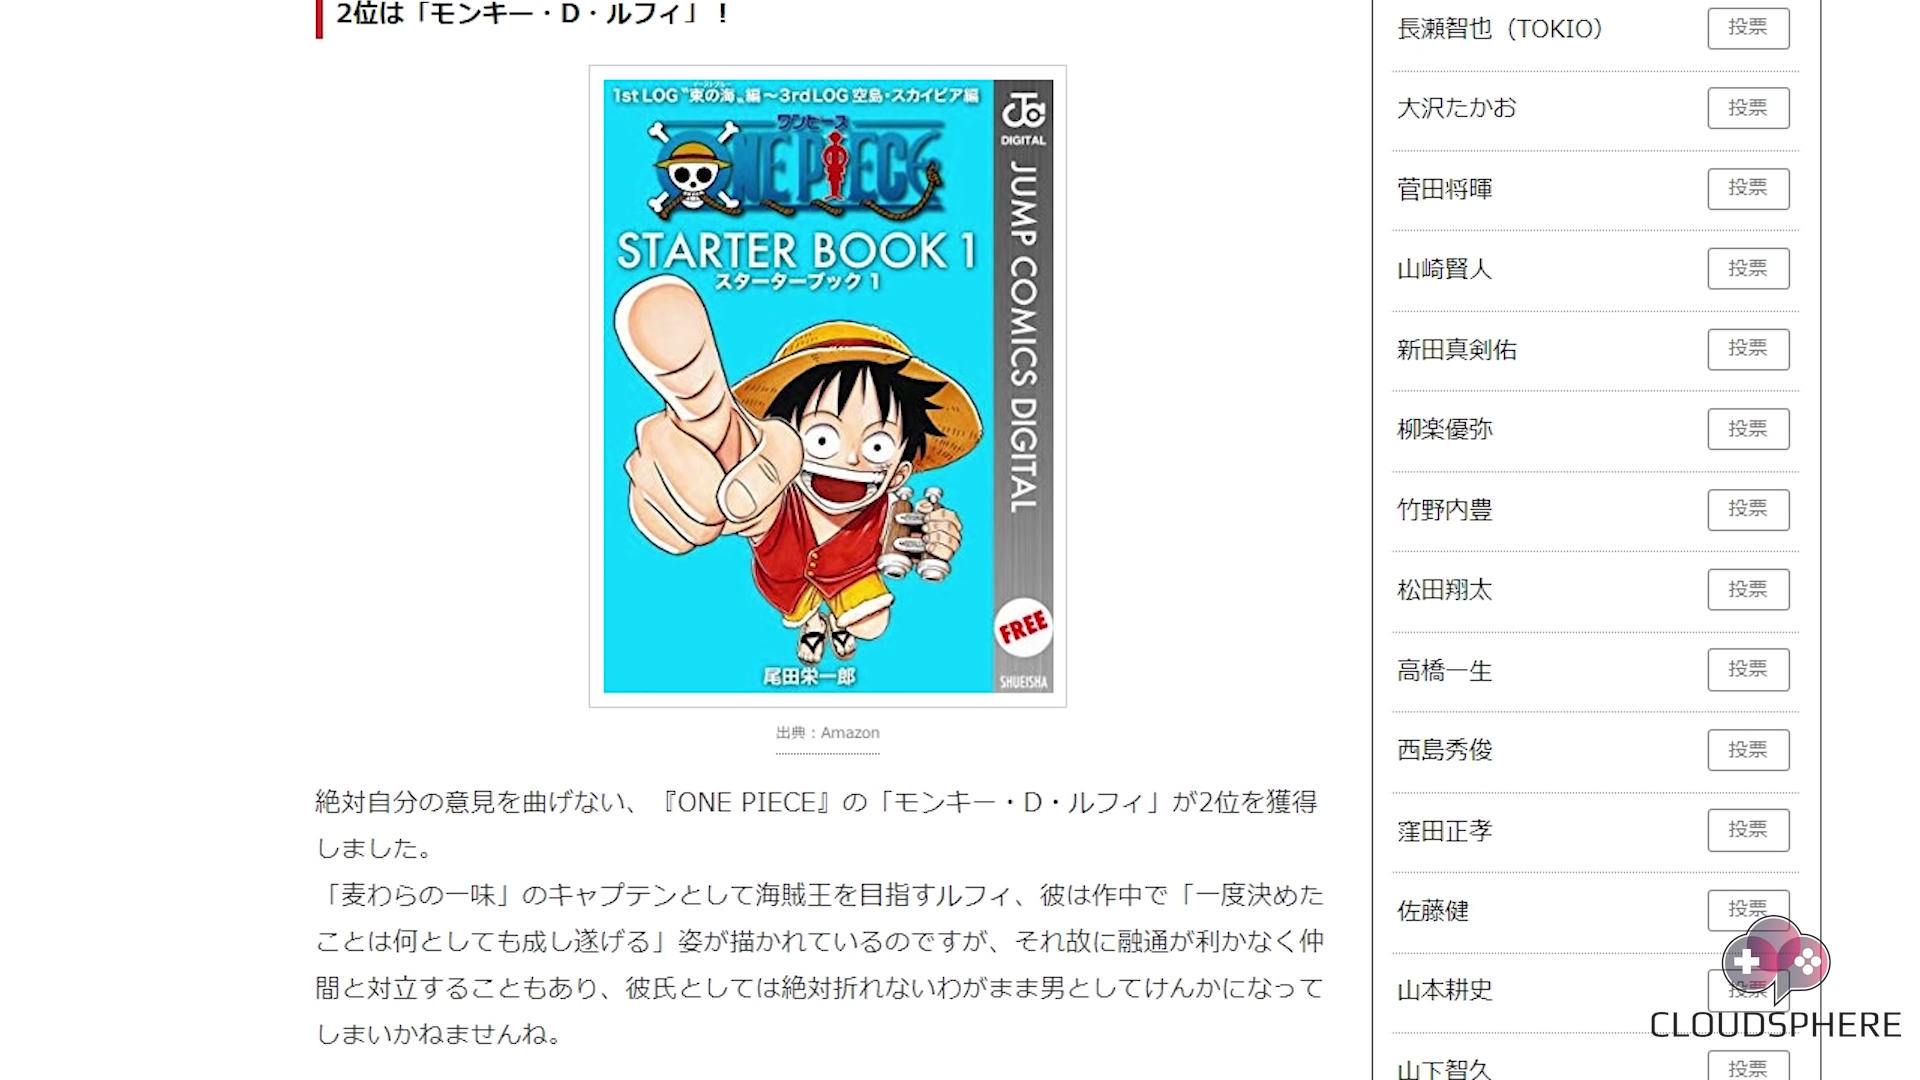 2位は「モンキー・D・ルフィ」！
1st LOG “東の海„編～3rd LOG 空島・スカイピア編
イーストブルー
ワンピース
ONE PIECE
STARTER BOOK 1
スターターブック 1
尾田栄一郎
DIGITAL
JUMP COMICS DIGITAL
FREE
SHUEISHA
出典：Amazon
絶対自分の意見を曲げない、『ONE PIECE』の「モンキー・D・ルフィ」が2位を獲得
しました。
「麦わらの一味」のキャプテンとして海賊王を目指すルフィ、彼は作中で「一度決めた
ことは何としても成し遂げる」姿が描かれているのですが、それ故に融通が利かなく仲
間と対立することもあり、彼氏としては絶対折れないわがまま男としてけんかになって
しまいかねませんね。
長瀬智也（TOKIO） 投票
大沢たかお 投票
菅田将暉 投票
山崎賢人 投票
新田真剣佑 投票
柳楽優弥 投票
竹野内豊 投票
松田翔太 投票
高橋一生 投票
西島秀俊 投票
窪田正孝 投票
佐藤健 投票
山本耕史 投票
山下智久 投票
CLOUDSPHERE